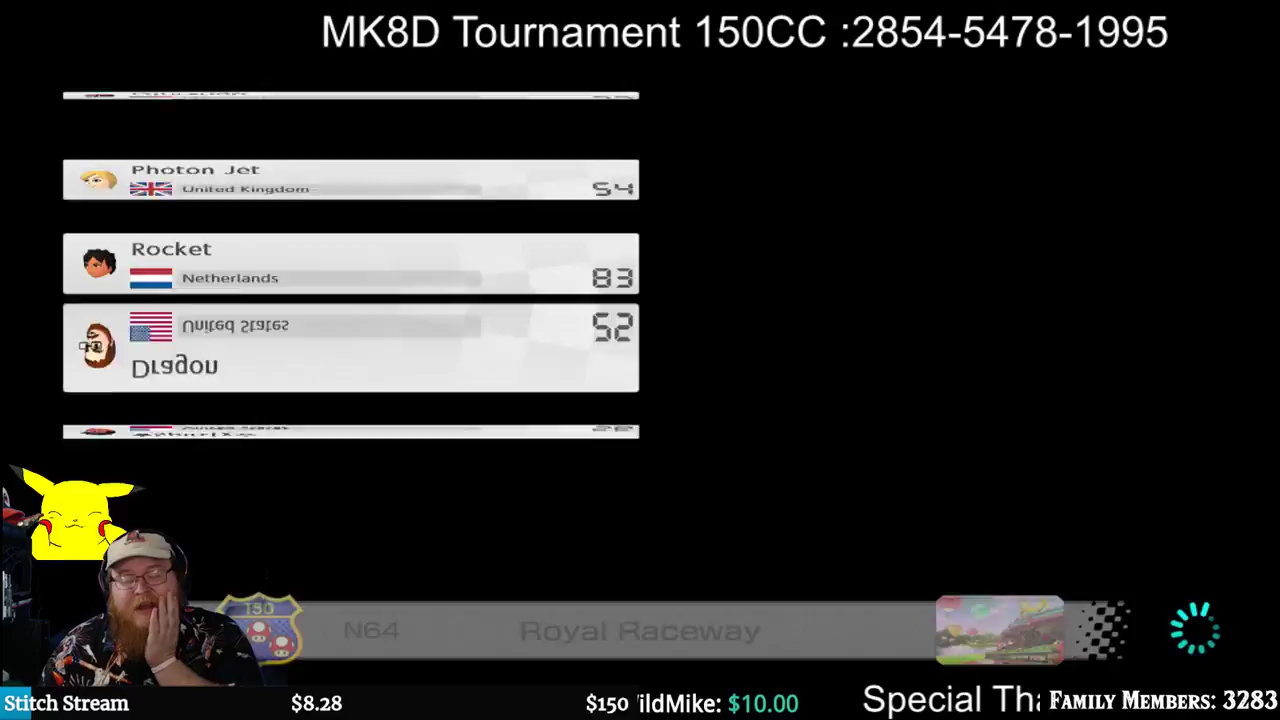 MK8D Tournament 150CC :2854-5478-1995
Photon Jet
United Kingdom
54
Rocket
Netherlands
83
United States
52
Dragon
150
N64 Royal Raceway
Stitch Stream
$8.28
$150
ildMike: $10.00
Special Tha
Family Members: 3283